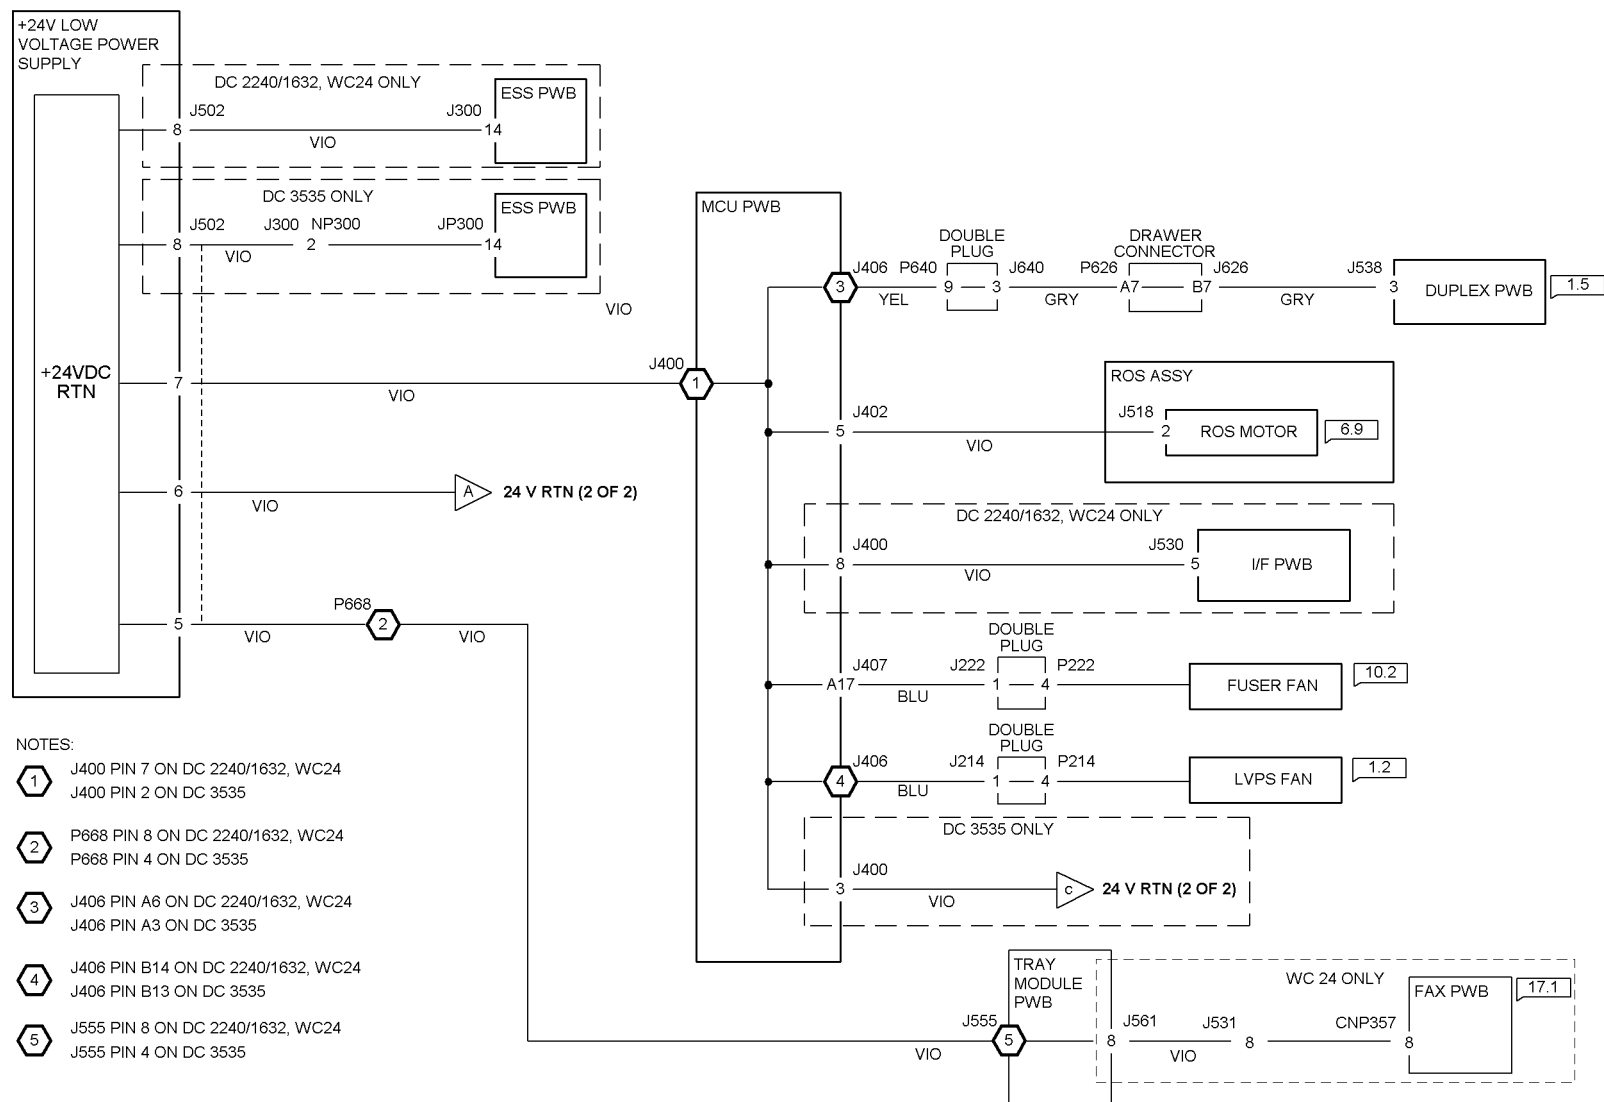 +24V LOW
VOLTAGE POWER
SUPPLY
DC 2240/1632, WC24 ONLY
ESS PWB
J502
J300
8
14
VIO
DC 3535 ONLY
ESS PWB
J502
J300
NP300
JP300
8
2
14
VIO
VIO
MCU PWB
DOUBLE
PLUG
DRAWER
CONNECTOR
J406
P640
J640
P626
J626
J538
3
9
3
A7
B7
3
DUPLEX PWB
1.5
YEL
GRY
GRY
+24VDC
RTN
7
J400
1
VIO
ROS ASSY
J402
J518
5
2
ROS MOTOR
6.9
VIO
6
A
24 V RTN (2 OF 2)
VIO
DC 2240/1632, WC24 ONLY
J400
J530
8
5
I/F PWB
VIO
P668
5
2
VIO
VIO
DOUBLE
PLUG
J407
J222
P222
A17
1
4
FUSER FAN
10.2
BLU
DOUBLE
PLUG
J406
J214
P214
4
1
4
LVPS FAN
1.2
BLU
DC 3535 ONLY
J400
3
c
24 V RTN (2 OF 2)
VIO
NOTES:
1
J400 PIN 7 ON DC 2240/1632, WC24
J400 PIN 2 ON DC 3535
2
P668 PIN 8 ON DC 2240/1632, WC24
P668 PIN 4 ON DC 3535
3
J406 PIN A6 ON DC 2240/1632, WC24
J406 PIN A3 ON DC 3535
4
J406 PIN B14 ON DC 2240/1632, WC24
J406 PIN B13 ON DC 3535
5
J555 PIN 8 ON DC 2240/1632, WC24
J555 PIN 4 ON DC 3535
TRAY
MODULE
PWB
WC 24 ONLY
FAX PWB
17.1
J555
J561
J531
CNP357
5
8
8
8
VIO
VIO